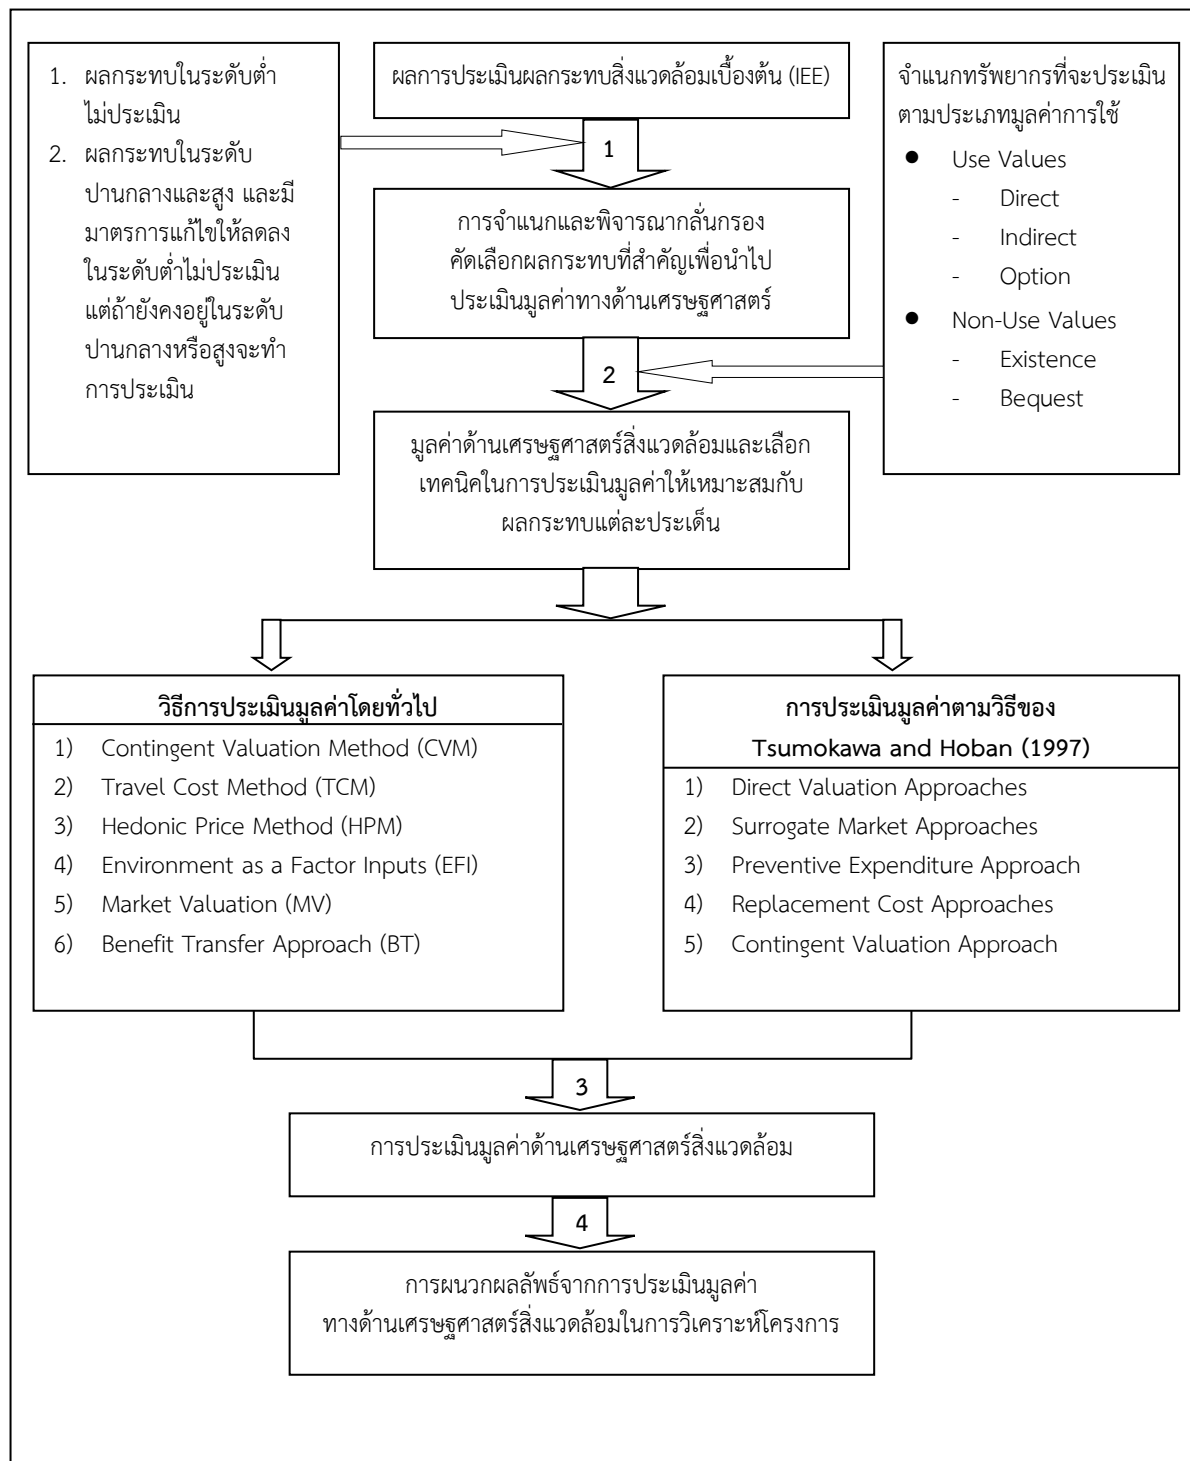 1. ผลกระทบในระดับต่ำ
ไม่ประเมิน
2. ผลกระทบในระดับ
ปานกลางและสูง และมี
มาตรการแก้ไขให้ลดลง
ในระดับต่ำไม่ประเมิน
แต่ถ้ายังคงอยู่ในระดับ
ปานกลางหรือสูงจะทำ
การประเมิน
ผลการประเมินผลกระทบสิ่งแวดล้อมเบื้องต้น (IEE)
จำแนกทรัพยากรที่จะประเมิน
ตามประเภทมูลค่าการใช้
● Use Values
- Direct
- Indirect
- Option
● Non-Use Values
- Existence
- Bequest
1
การจำแนกและพิจารณากลั่นกรอง
คัดเลือกผลกระทบที่สำคัญเพื่อนำไป
ประเมินมูลค่าทางด้านเศรษฐศาสตร์
2
มูลค่าด้านเศรษฐศาสตร์สิ่งแวดล้อมและเลือก
เทคนิคในการประเมินมูลค่าให้เหมาะสมกับ
ผลกระทบแต่ละประเด็น
วิธีการประเมินมูลค่าโดยทั่วไป
1) Contingent Valuation Method (CVM)
2) Travel Cost Method (TCM)
3) Hedonic Price Method (HPM)
4) Environment as a Factor Inputs (EFI)
5) Market Valuation (MV)
6) Benefit Transfer Approach (BT)
การประเมินมูลค่าตามวิธีของ
Tsumokawa and Hoban (1997)
1) Direct Valuation Approaches
2) Surrogate Market Approaches
3) Preventive Expenditure Approach
4) Replacement Cost Approaches
5) Contingent Valuation Approach
3
การประเมินมูลค่าด้านเศรษฐศาสตร์สิ่งแวดล้อม
4
การผนวกผลลัพธ์จากการประเมินมูลค่า
ทางด้านเศรษฐศาสตร์สิ่งแวดล้อมในการวิเคราะห์โครงการ